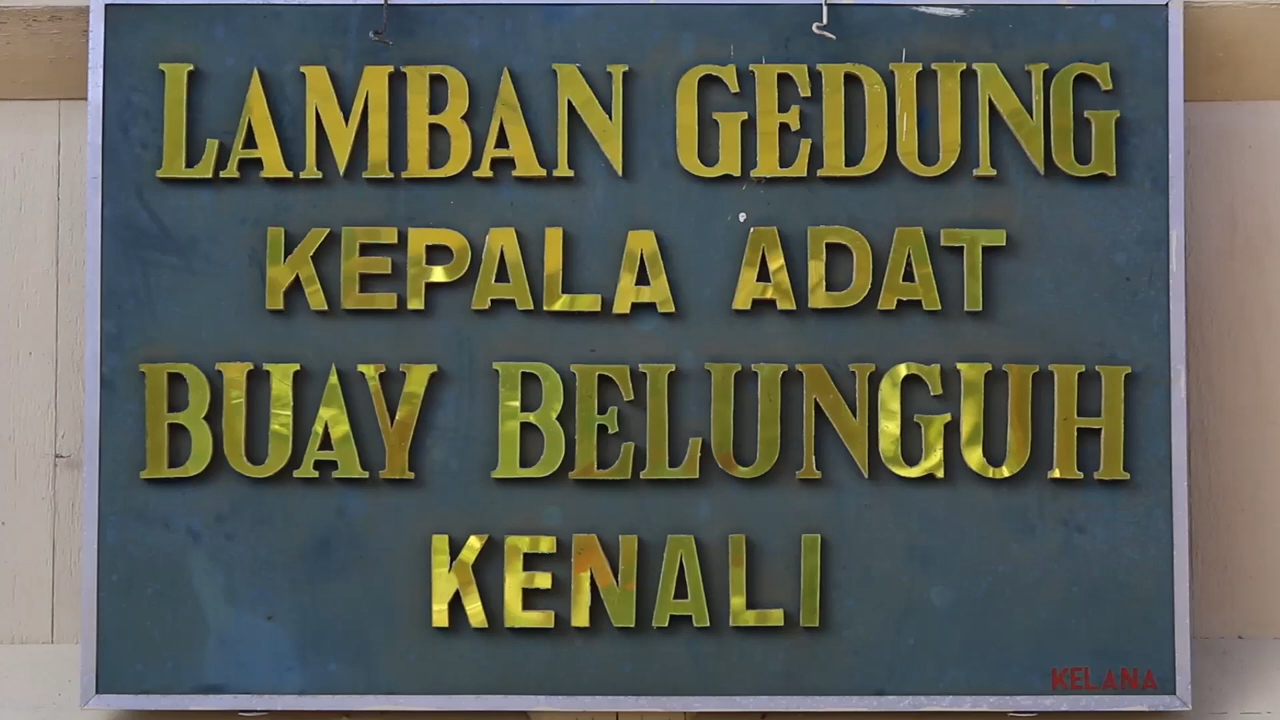 LAMBAN GEDUNG
KEPALA ADAT
BUAY BELUNGUH
KENALI
KELANA